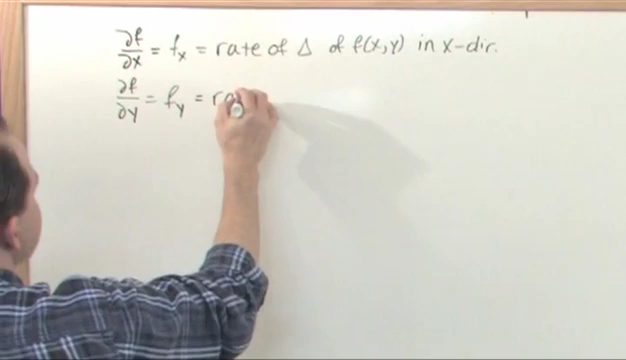 ∂f/∂x = fx = rate of Δ of f(x,y) in x-dir.
∂f/∂y = fy = ra